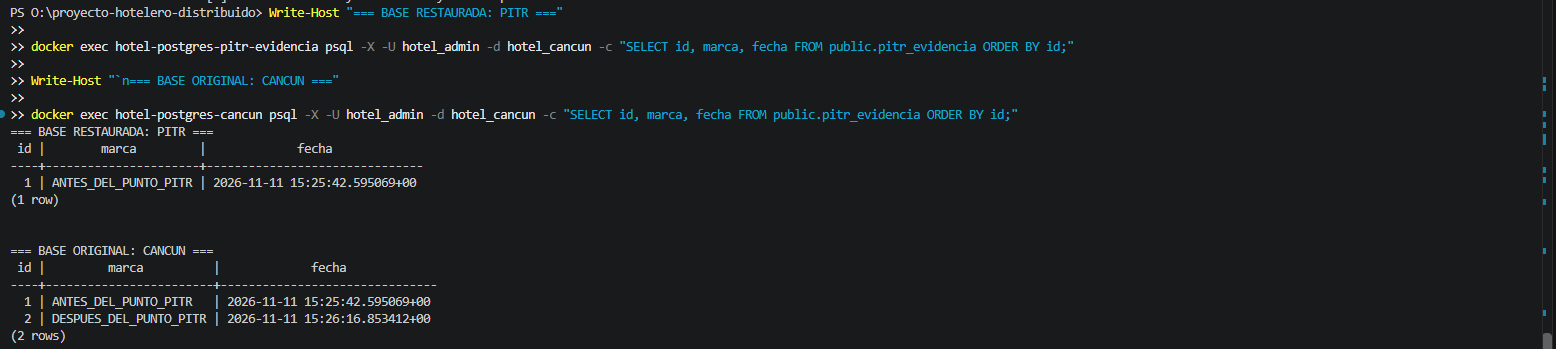 PS O:\proyecto-hotelero-distribuido> Write-Host "=== BASE RESTAURADA: PITR ==="
>>
>> docker exec hotel-postgres-pitr-evidencia psql -X -U hotel_admin -d hotel_cancun -c "SELECT id, marca, fecha FROM public.pitr_evidencia ORDER BY id;"
>>
>> Write-Host "`n=== BASE ORIGINAL: CANCUN ==="
>>
>> docker exec hotel-postgres-cancun psql -X -U hotel_admin -d hotel_cancun -c "SELECT id, marca, fecha FROM public.pitr_evidencia ORDER BY id;"
=== BASE RESTAURADA: PITR ===
 id |        marca         |             fecha
----+----------------------+-------------------------------
  1 | ANTES_DEL_PUNTO_PITR | 2026-11-11 15:25:42.595069+00
(1 row)
=== BASE ORIGINAL: CANCUN ===
 id |         marca          |             fecha
----+------------------------+-------------------------------
  1 | ANTES_DEL_PUNTO_PITR   | 2026-11-11 15:25:42.595069+00
  2 | DESPUES_DEL_PUNTO_PITR | 2026-11-11 15:26:16.853412+00
(2 rows)